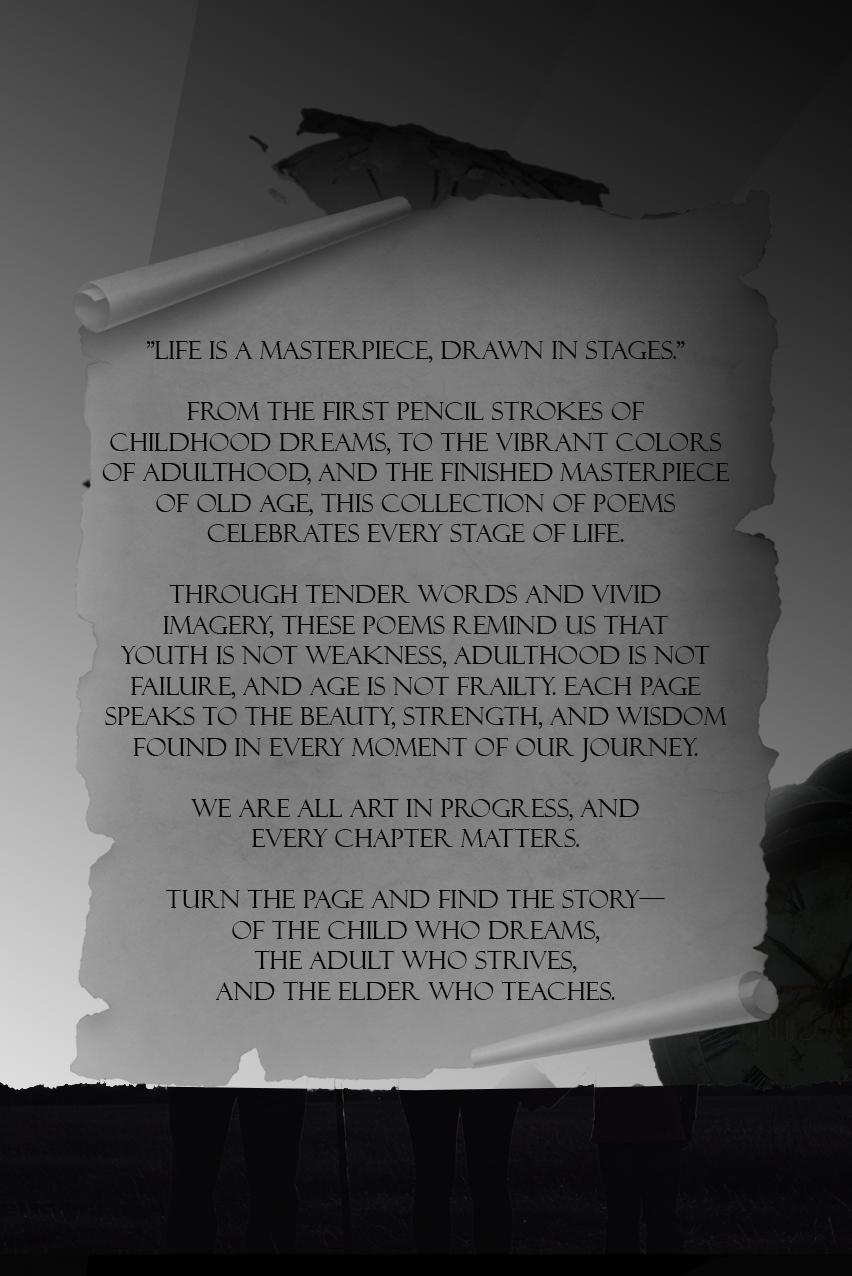 "LIFE IS A MASTERPIECE, DRAWN IN STAGES."
FROM THE FIRST PENCIL STROKES OF
CHILDHOOD DREAMS, TO THE VIBRANT COLORS
OF ADULTHOOD, AND THE FINISHED MASTERPIECE
OF OLD AGE, THIS COLLECTION OF POEMS
CELEBRATES EVERY STAGE OF LIFE.
THROUGH TENDER WORDS AND VIVID
IMAGERY, THESE POEMS REMIND US THAT
YOUTH IS NOT WEAKNESS, ADULTHOOD IS NOT
FAILURE, AND AGE IS NOT FRAILTY. EACH PAGE
SPEAKS TO THE BEAUTY, STRENGTH, AND WISDOM
FOUND IN EVERY MOMENT OF OUR JOURNEY.
WE ARE ALL ART IN PROGRESS, AND
EVERY CHAPTER MATTERS.
TURN THE PAGE AND FIND THE STORY—
OF THE CHILD WHO DREAMS,
THE ADULT WHO STRIVES,
AND THE ELDER WHO TEACHES.